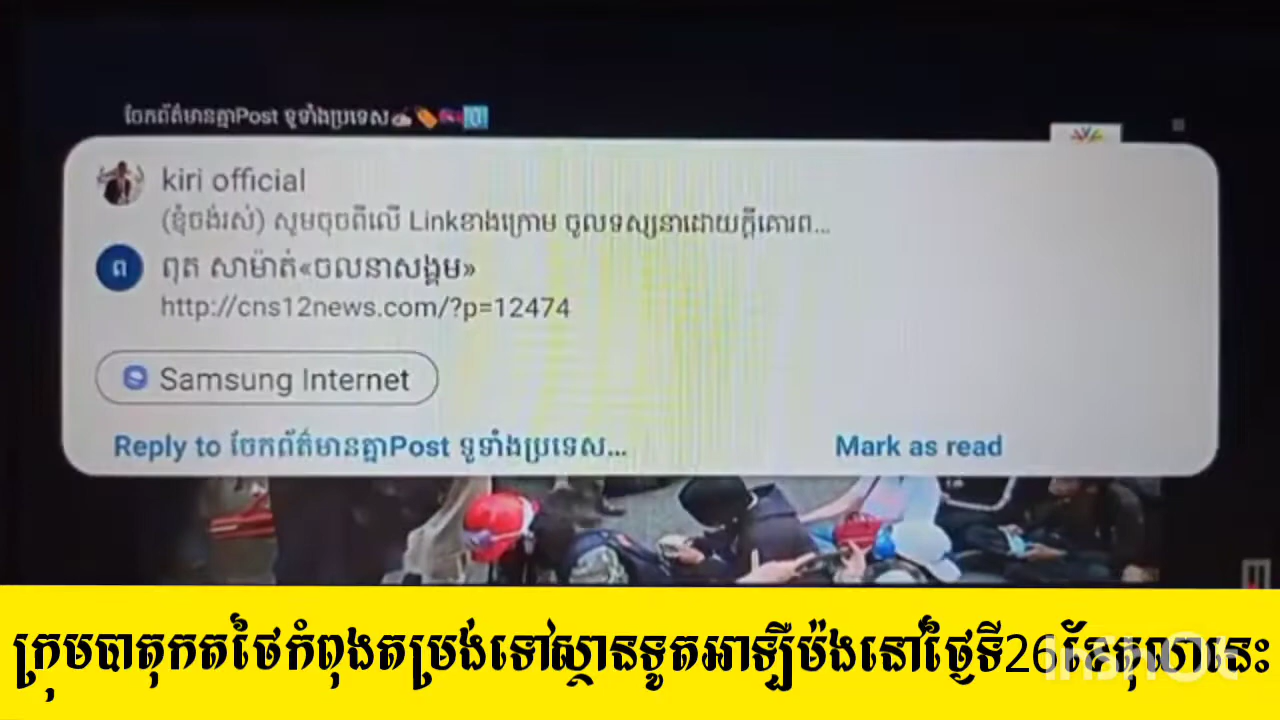 ចែកព័ត៌មានគ្នាPost ទូទាំងប្រទេស
kiri official
(ខ្ញុំចង់រស់) សូមចុចពីលើ Linkខាងក្រោម ចូលទស្សនាដោយក្តីគោរព...
ព
ពុត សាម៉ាត់«ចលនាសង្គម»
http://cns12news.com/?p=12474
Samsung Internet
Reply to ចែកព័ត៌មានគ្នាPost ទូទាំងប្រទេស...
Mark as read
ក្រុមបាតុកតថៃកំពុងតម្រង់ទៅស្ថានទូតអាឡឺម៉ងនៅថ្ងៃទី26ខែតុលានេះ
InShOt